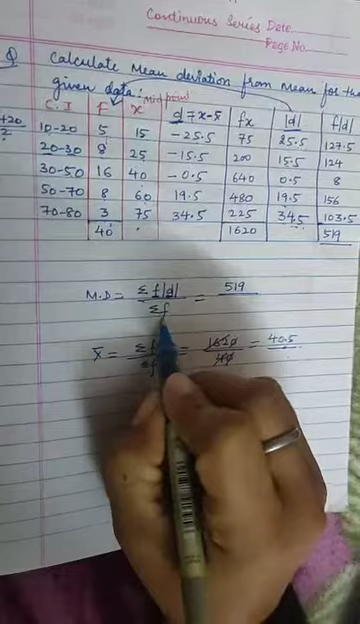 Continuous Series Date
Page No.
Q Calculate Mean deviation from Mean for the
given data:
C.I F x Mid point d = x-x̄ fx |d| f|d|
10-20 5 15 -25.5 75 25.5 127.5
20-30 8 25 -15.5 200 15.5 124
30-50 16 40 -0.5 640 0.5 8
50-70 8 60 19.5 480 19.5 156
70-80 3 75 34.5 225 34.5 103.5
40 1620 519
M.D = Σf|d| / Σf = 519
x̄ = Σf / Σf = 1620 / 40 = 40.5